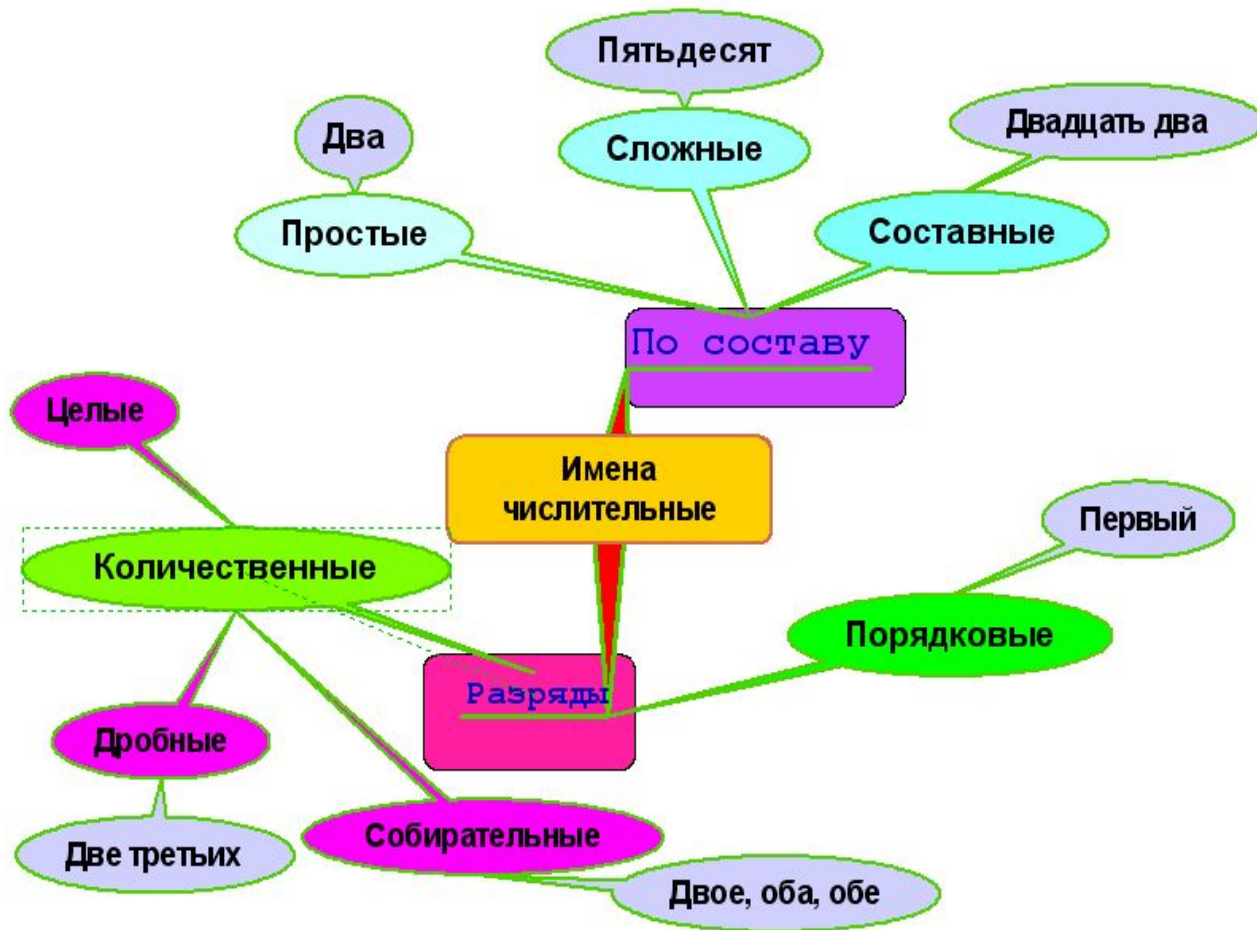 Пятьдесят
Два
Сложные
Двадцать два
Простые
Составные
По составу
Целые
Имена
числительные
Первый
Количественные
Порядковые
Разряды
Дробные
Собирательные
Две третьих
Двое, оба, обе